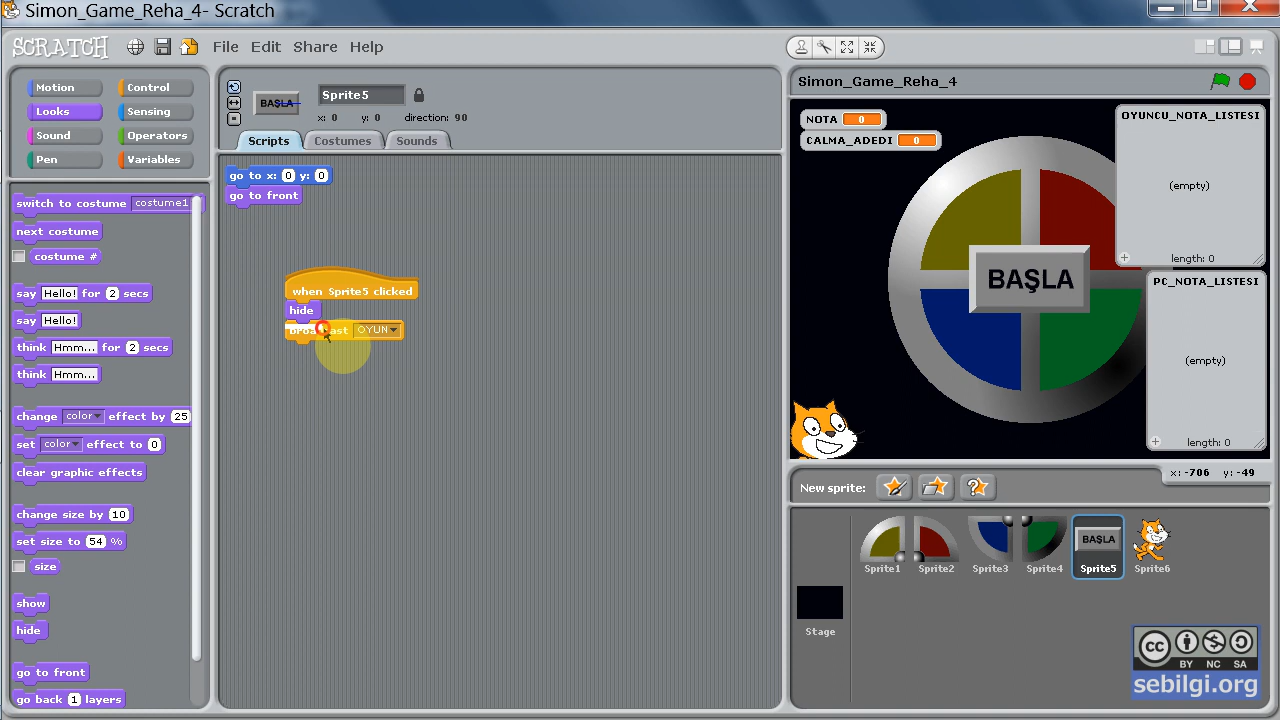 Simon_Game_Reha_4- Scratch
SCRATCH File Edit Share Help
Motion Control
Looks Sensing
Sound Operators
Pen Variables
switch to costume costume1
next costume
costume #
say Hello! for 2 secs
say Hello!
think Hmm... for 2 secs
think Hmm...
change color effect by 25
set color effect to 0
clear graphic effects
change size by 10
set size to 54 %
size
show
hide
go to front
go back 1 layers
BAŞLA
Sprite5
x: 0 y: 0 direction: 90
Scripts Costumes Sounds
go to x: 0 y: 0
go to front
when Sprite5 clicked
hide
broadcast OYUN
Simon_Game_Reha_4
NOTA 0
CALMA_ADEDI 0
OYUNCU_NOTA_LISTESI
(empty)
+ length: 0
BAŞLA
PC_NOTA_LISTESI
(empty)
+ length: 0
x: -706 y: -49
New sprite:
Sprite1 Sprite2 Sprite3 Sprite4 BAŞLA Sprite5 Sprite6
Stage
cc BY NC SA
sebilgi.org